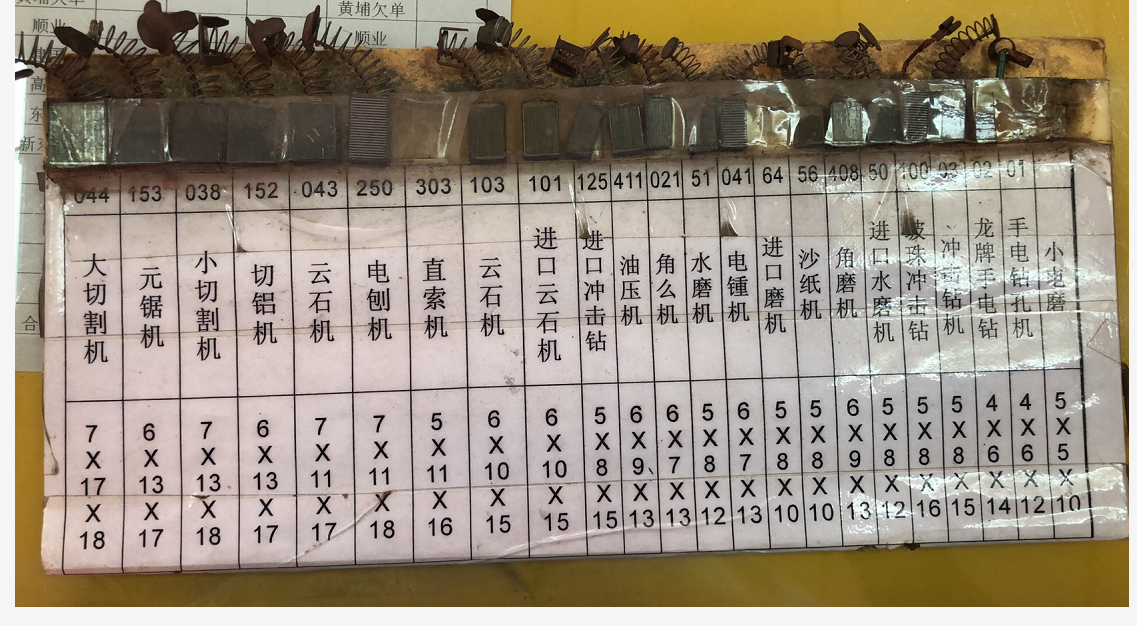 黄埔欠单
顺业
顺业
高
东
合
044 153 038 152 043 250 303 103 101 125 411 021 51 041 64 56 408 50 100 03 02 01
大切割机 元锯机 小切割机 切铝机 云石机 电刨机 直索机 云石机 进口云石机 进口冲击钻 油压机 角么机 水磨机 电锤机 进口磨机 沙纸机 角磨机 进口水磨机 珠冲击钻 冲击钻机 龙牌手电钻 手电钻孔机 小电磨
7X17X18 6X13X17 7X13X18 6X13X17 7X11X17 7X11X18 5X11X16 6X10X15 6X10X15 5X8X15 6X9X13 6X7X13 5X8X12 6X7X13 5X8X10 5X8X10 6X9X13 5X8X12 5X8X16 5X8X15 4X6X14 4X6X12 5X5X10